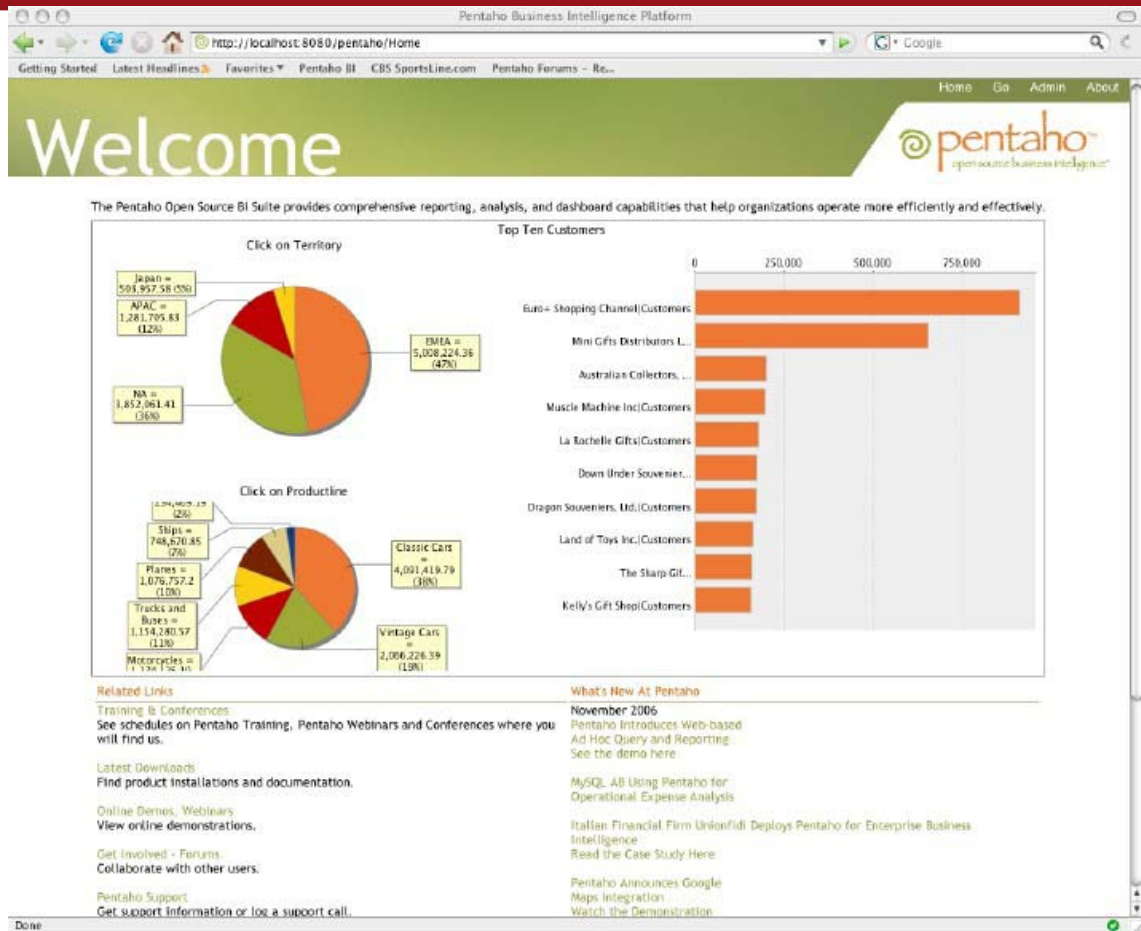 Pentaho Business Intelligence Platform
http://localhost:8080/pentaho/Home
Google
Getting Started Latest Headlines Favorites Pentaho BI CBS SportsLine.com Pentaho Forums - Re...
Home Go Admin About
Welcome
pentaho™
open source business intelligence™
The Pentaho Open Source BI Suite provides comprehensive reporting, analysis, and dashboard capabilities that help organizations operate more efficiently and effectively.
Top Ten Customers
Click on Territory
Japan =
503,957.58 (5%)
APAC =
1,281,705.83
(12%)
EMEA =
5,008,224.36
(47%)
NA =
3,852,061.41
(36%)
0 250,000 500,000 750,000
Euro+ Shopping Channel|Customers
Mini Gifts Distributors L...
Australian Collectors, ...
Muscle Machine Inc|Customers
La Rochelle Gifts|Customers
Down Under Souvenier...
Dragon Souveniers, Ltd.|Customers
Land of Toys Inc.|Customers
The Sharp Gif...
Kelly's Gift Shop|Customers
Click on Productline
(2%)
Ships =
748,620.85
(7%)
Planes =
1,076,757.2
(10%)
Trucks and
Buses =
1,154,280.57
(11%)
Motorcycles =
Classic Cars
=
4,091,419.79
(38%)
Vintage Cars
=
2,086,226.39
(19%)
Related Links
Training & Conferences
See schedules on Pentaho Training, Pentaho Webinars and Conferences where you
will find us.
Latest Downloads
Find product installations and documentation.
Online Demos, Webinars
View online demonstrations.
Get Involved - Forums
Collaborate with other users.
Pentaho Support
Get support information or log a support call.
What's New At Pentaho
November 2006
Pentaho Introduces Web-based
Ad Hoc Query and Reporting
See the demo here
MySQL AB Using Pentaho for
Operational Expense Analysis
Italian Financial Firm Unionfidi Deploys Pentaho for Enterprise Business
Intelligence
Read the Case Study Here
Pentaho Announces Google
Maps Integration
Watch the Demonstration
Done